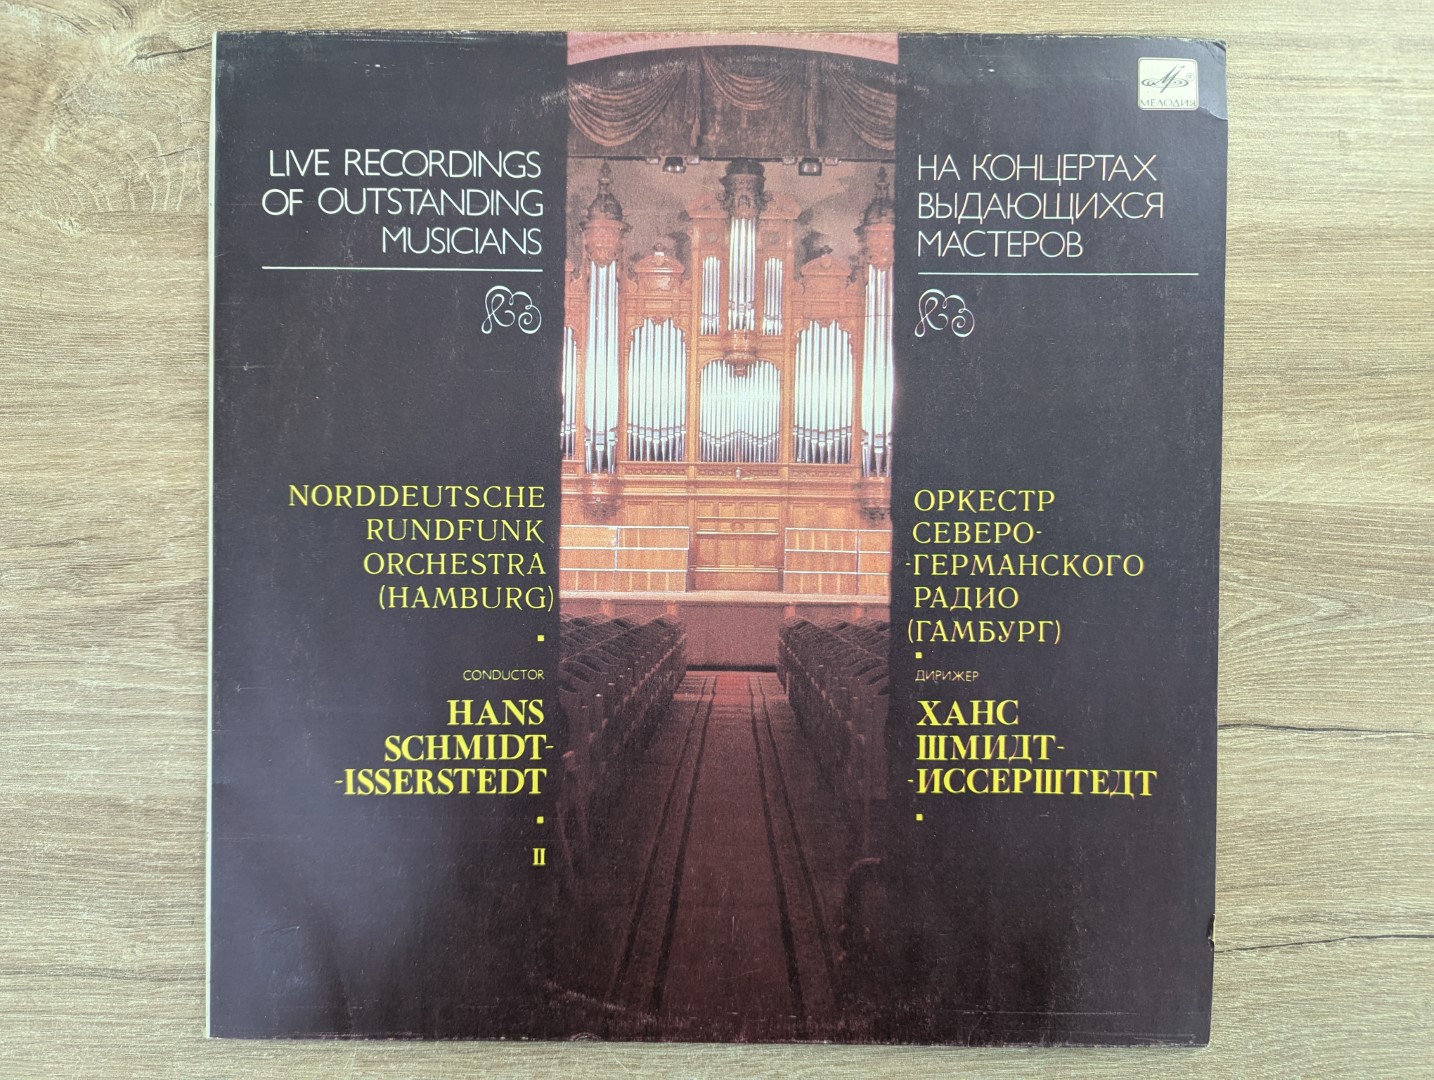 LIVE RECORDINGS
OF OUTSTANDING
MUSICIANS
NORDDEUTSCHE
RUNDFUNK
ORCHESTRA
(HAMBURG)
CONDUCTOR
HANS
SCHMIDT-
-ISSERSTEDT
II
МЕЛОДИЯ
НА КОНЦЕРТАХ
ВЫДАЮЩИХСЯ
МАСТЕРОВ
ОРКЕСТР
СЕВЕРО-
-ГЕРМАНСКОГО
РАДИО
(ГАМБУРГ)
ДИРИЖЕР
ХАНС
ШМИДТ-
-ИССЕРШТЕДТ